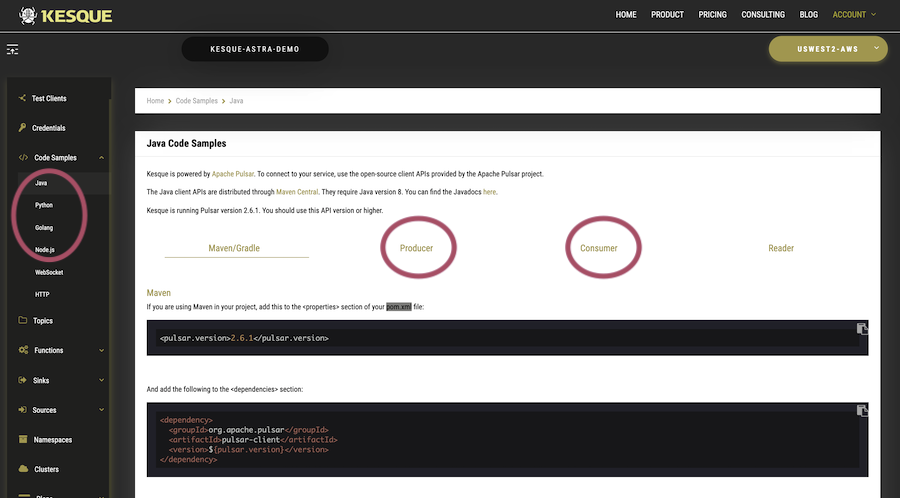 KESQUE
HOME PRODUCT PRICING CONSULTING BLOG ACCOUNT
KESQUE-ASTRA-DEMO
USWEST2-AWS
Test Clients
Credentials
Code Samples
Java
Python
Golang
Node.js
WebSocket
HTTP
Topics
Functions
Sinks
Sources
Namespaces
Clusters
Home > Code Samples > Java
Java Code Samples
Kesque is powered by Apache Pulsar. To connect to your service, use the open-source client APIs provided by the Apache Pulsar project.
The Java client APIs are distributed through Maven Central. They require Java version 8. You can find the Javadocs here.
Kesque is running Pulsar version 2.6.1. You should use this API version or higher.
Maven/Gradle Producer Consumer Reader
Maven
If you are using Maven in your project, add this to the <properties> section of your pom.xml file:
<pulsar.version>2.6.1</pulsar.version>
And add the following to the <dependencies> section:
<dependency>
<groupId>org.apache.pulsar</groupId>
<artifactId>pulsar-client</artifactId>
<version>${pulsar.version}</version>
</dependency>